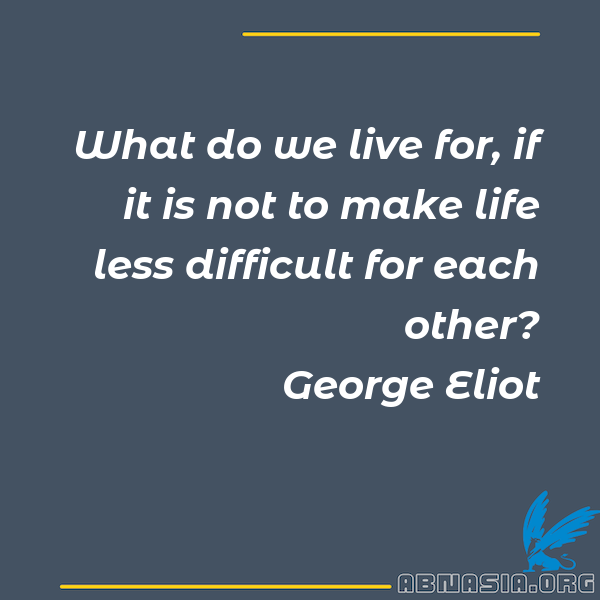 What do we live for, if
it is not to make life
less difficult for each
other?
George Eliot
ABNASIA.ORG